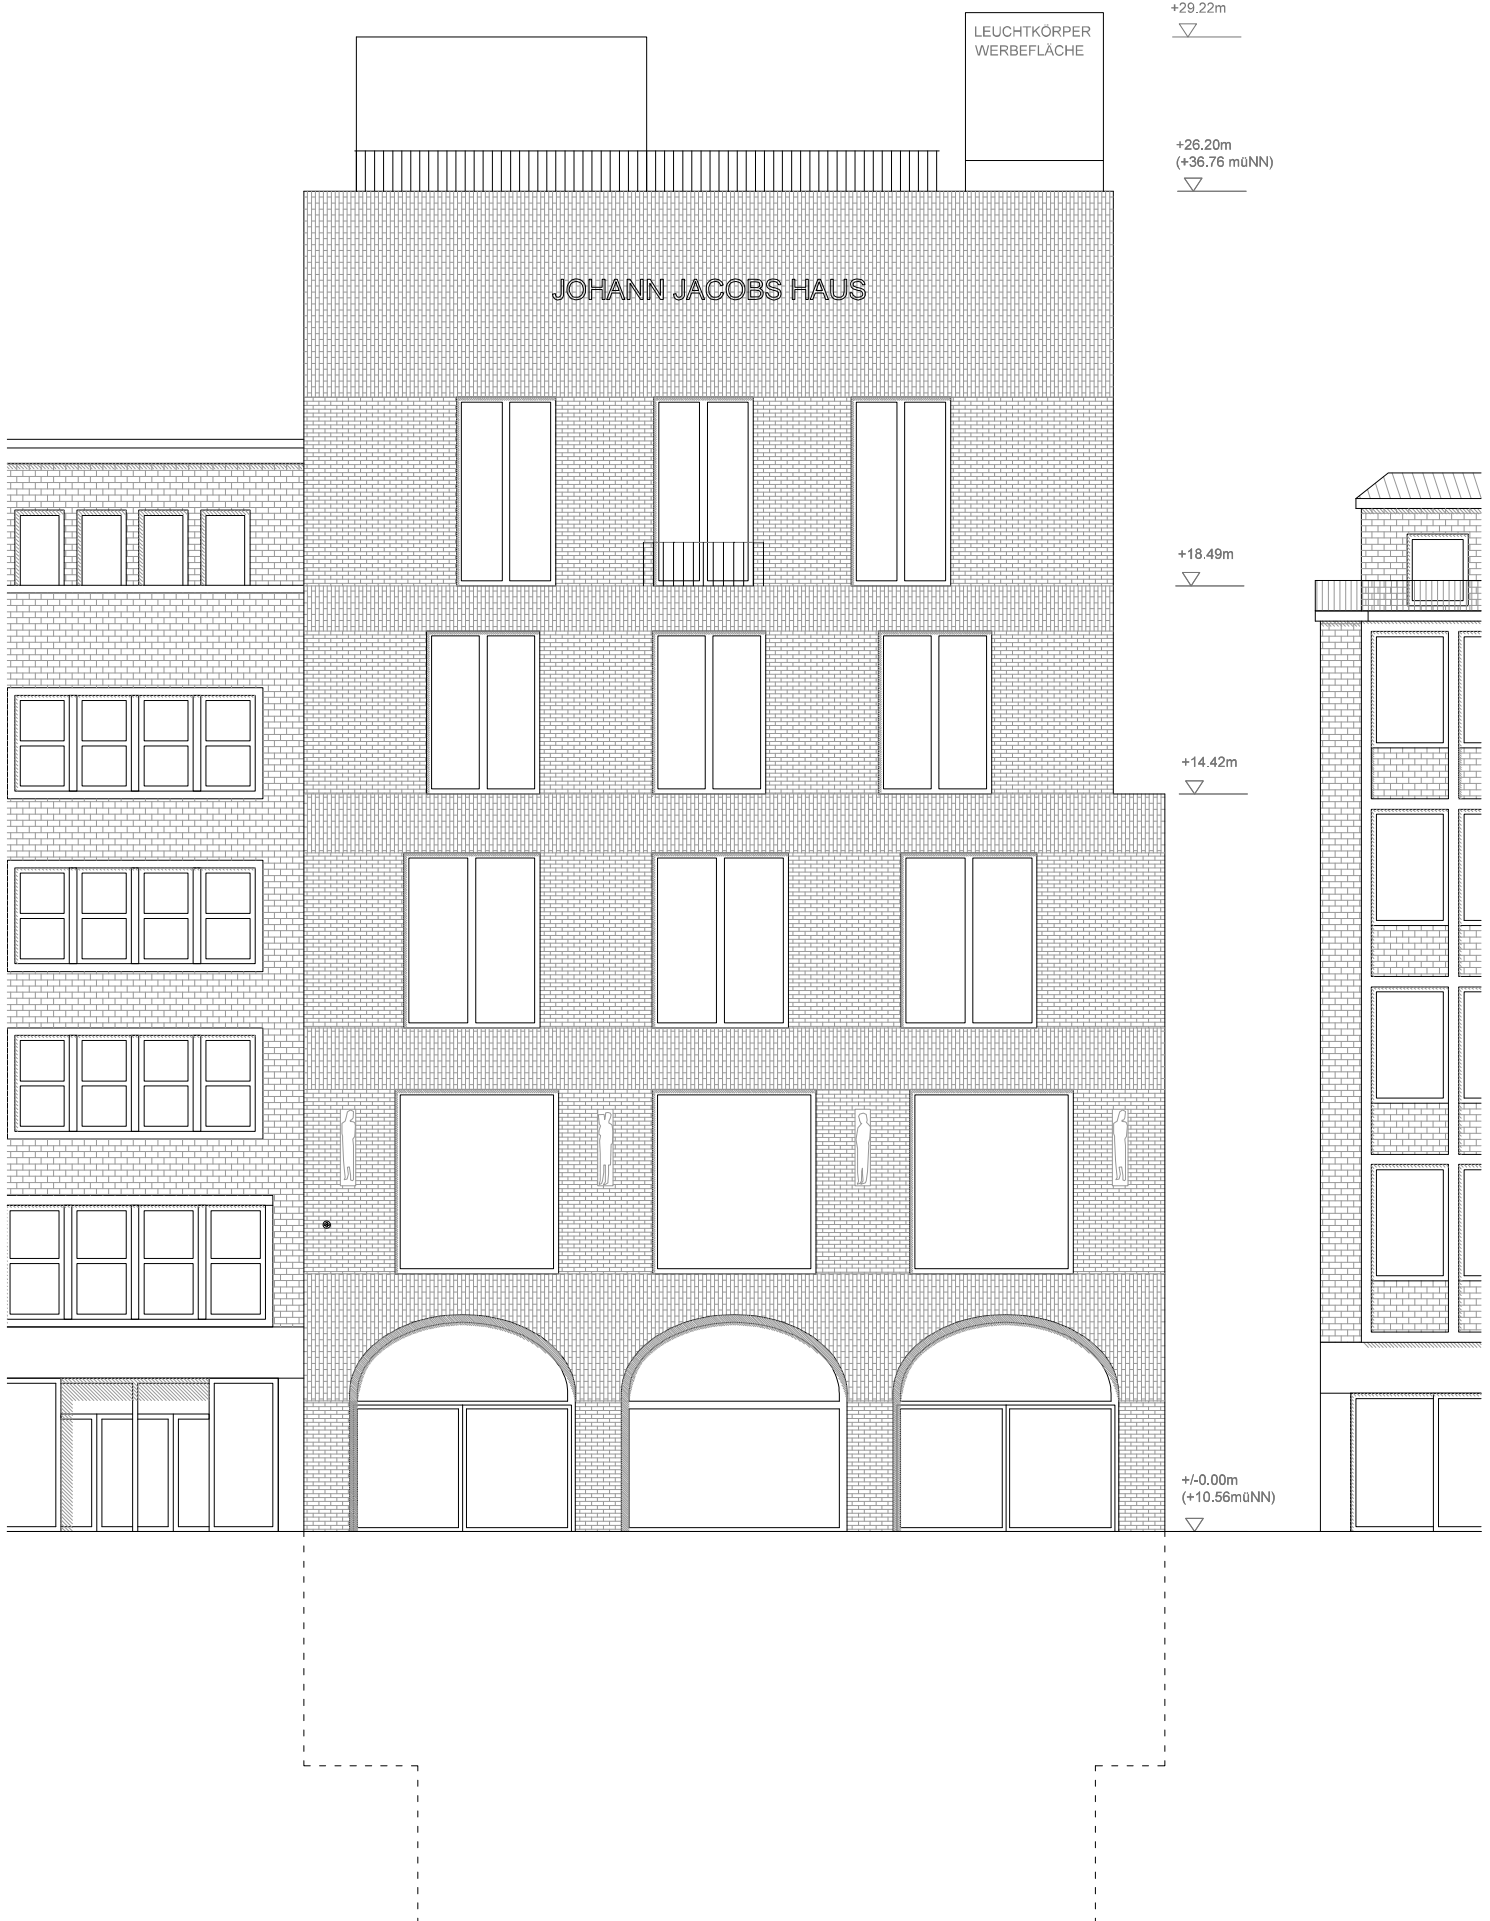 +29.22m
LEUCHTKÖRPER
WERBEFLÄCHE
+26.20m
(+36.76 müNN)
JOHANN JACOBS HAUS
+18.49m
+14.42m
+/-0.00m
(+10.56müNN)